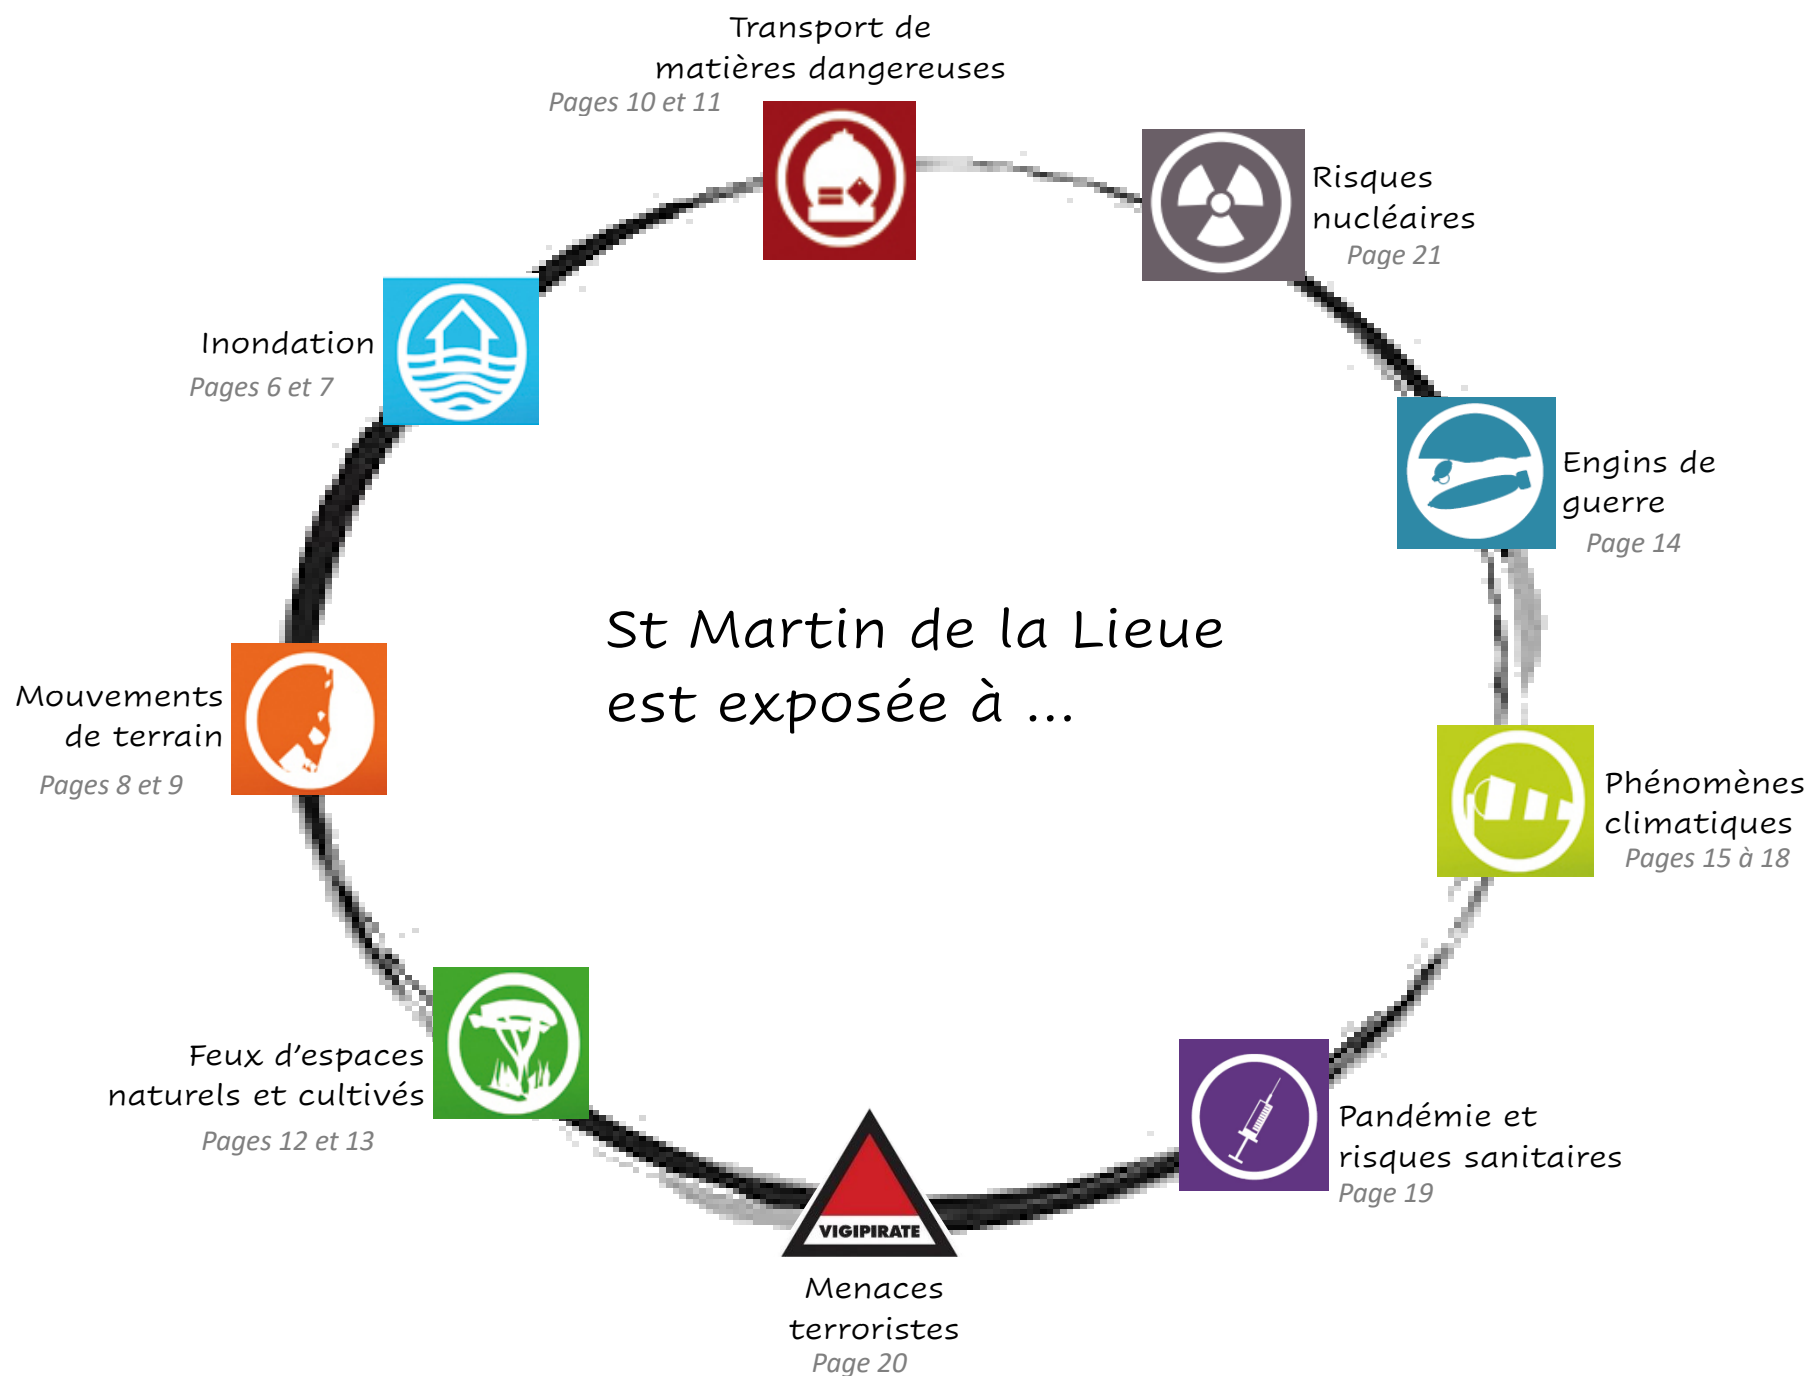 Transport de
matières dangereuses
Pages 10 et 11
Risques
nucléaires
Page 21
Inondation
Pages 6 et 7
Engins de
guerre
Page 14
St Martin de la Lieue
est exposée à ...
Mouvements
de terrain
Pages 8 et 9
Phénomènes
climatiques
Pages 15 à 18
Feux d'espaces
naturels et cultivés
Pages 12 et 13
Pandémie et
risques sanitaires
Page 19
VIGIPIRATE
Menaces
terroristes
Page 20